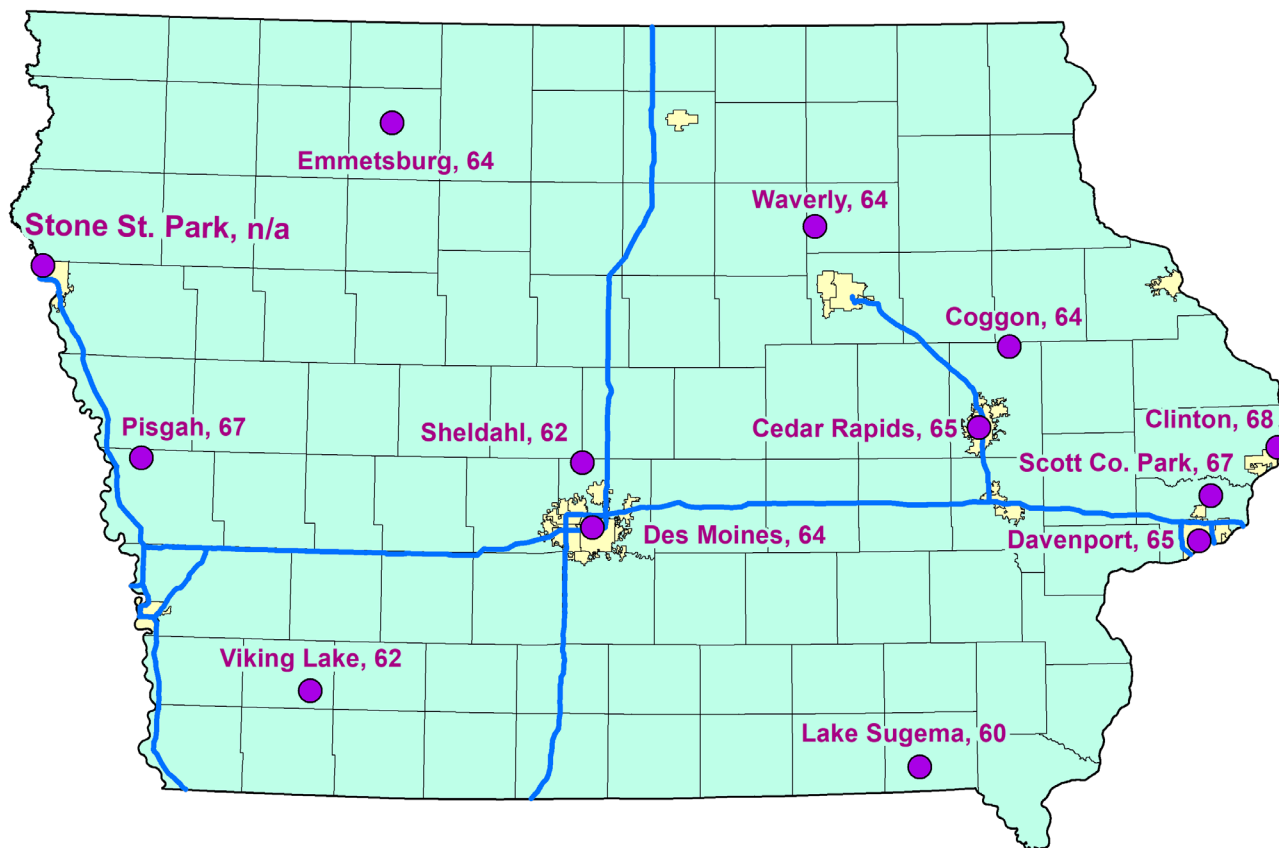 Emmetsburg, 64
Waverly, 64
Stone St. Park, n/a
Coggon, 64
Pisgah, 67
Sheldahl, 62
Cedar Rapids, 65
Clinton, 68
Scott Co. Park, 67
Des Moines, 64
Davenport, 65
Viking Lake, 62
Lake Sugema, 60